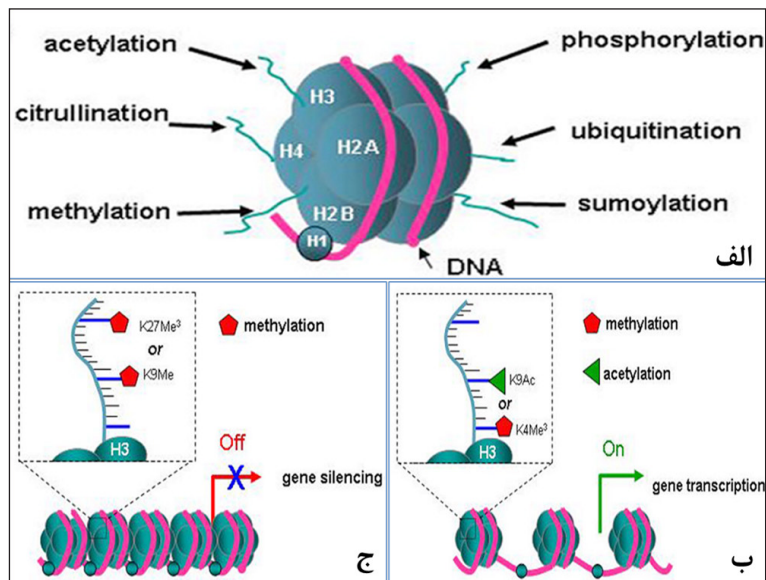 acetylation
phosphorylation
citrullination
ubiquitination
methylation
sumoylation
H3
H4
H2A
H2B
H1
DNA
الف
K27Me³
or
K9Me
H3
methylation
Off
X
gene silencing
ج
K9Ac
or
K4Me³
H3
methylation
acetylation
On
gene transcription
ب